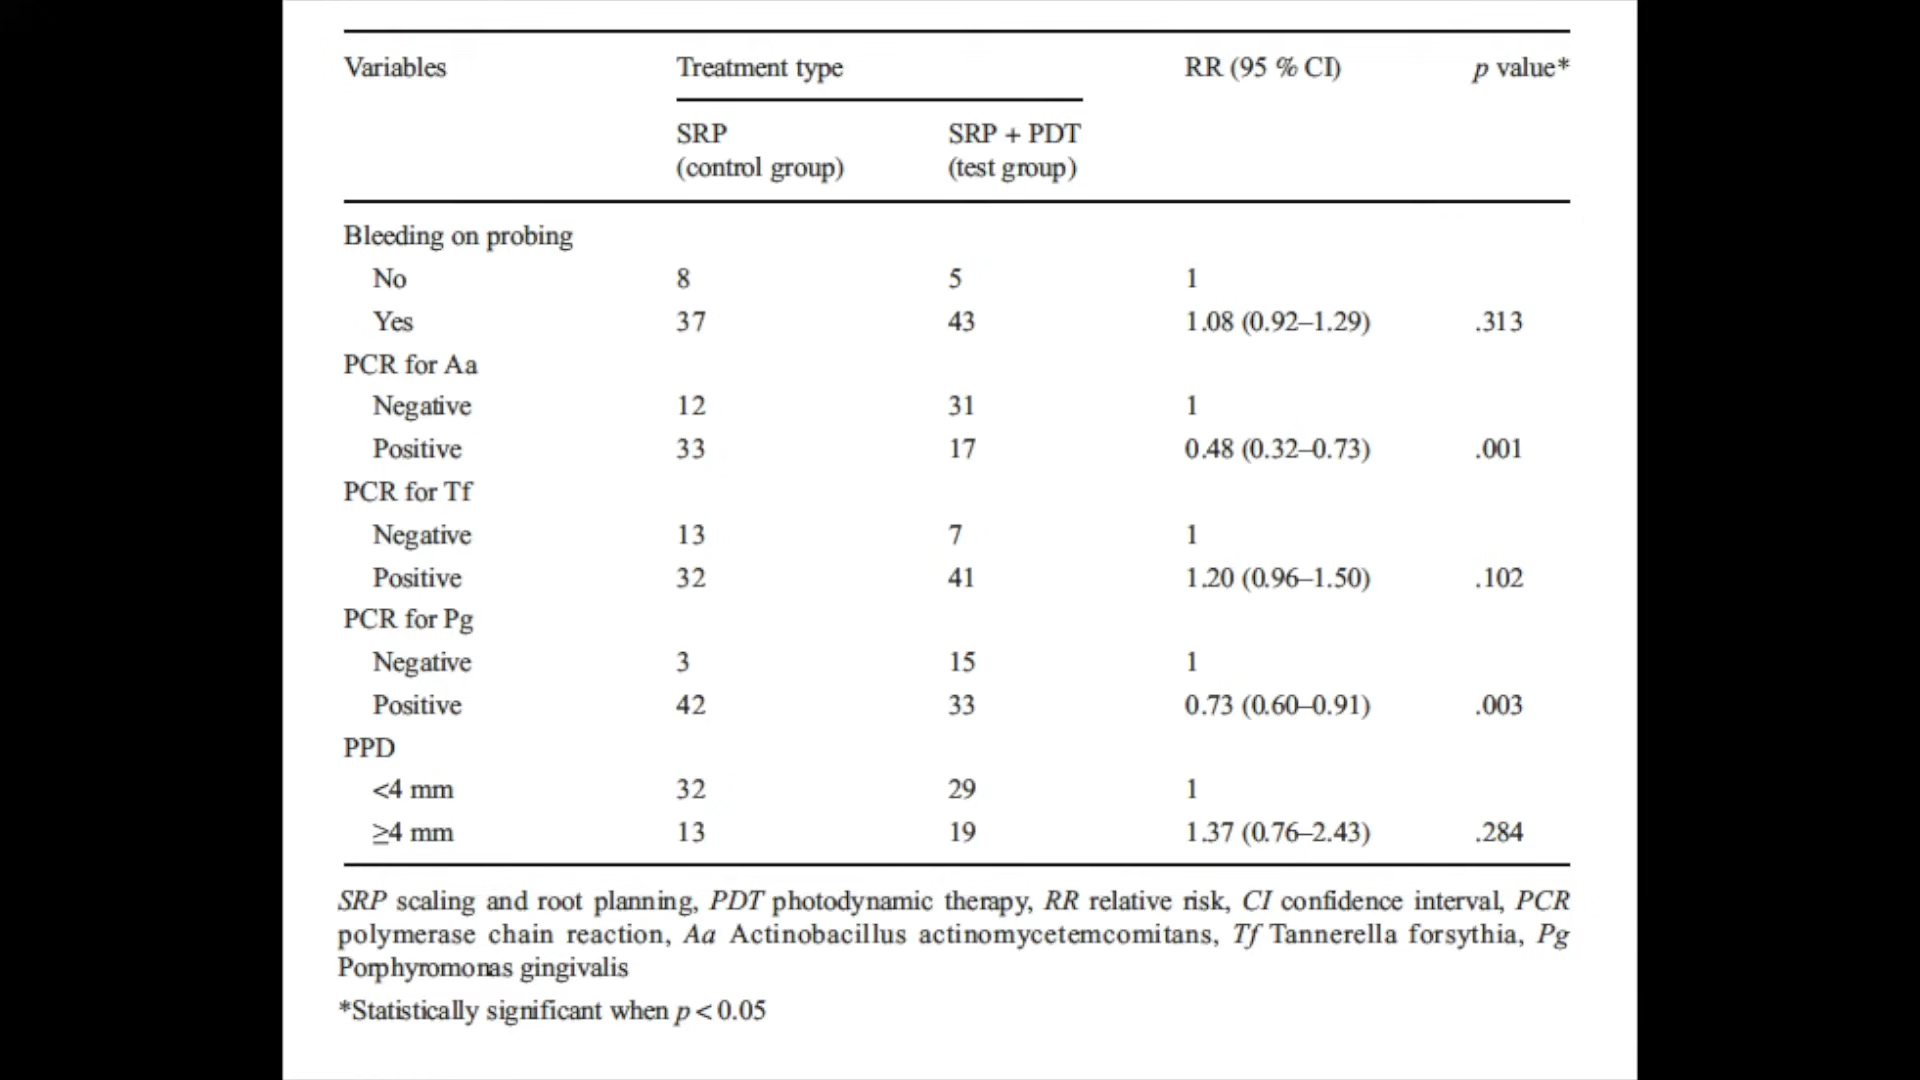 Variables Treatment type RR (95 % CI) p value*
SRP SRP + PDT
(control group) (test group)
Bleeding on probing
No 8 5 1
Yes 37 43 1.08 (0.92–1.29) .313
PCR for Aa
Negative 12 31 1
Positive 33 17 0.48 (0.32–0.73) .001
PCR for Tf
Negative 13 7 1
Positive 32 41 1.20 (0.96–1.50) .102
PCR for Pg
Negative 3 15 1
Positive 42 33 0.73 (0.60–0.91) .003
PPD
<4 mm 32 29 1
≥4 mm 13 19 1.37 (0.76–2.43) .284
SRP scaling and root planning, PDT photodynamic therapy, RR relative risk, CI confidence interval, PCR
polymerase chain reaction, Aa Actinobacillus actinomycetemcomitans, Tf Tannerella forsythia, Pg
Porphyromonas gingivalis
*Statistically significant when p < 0.05